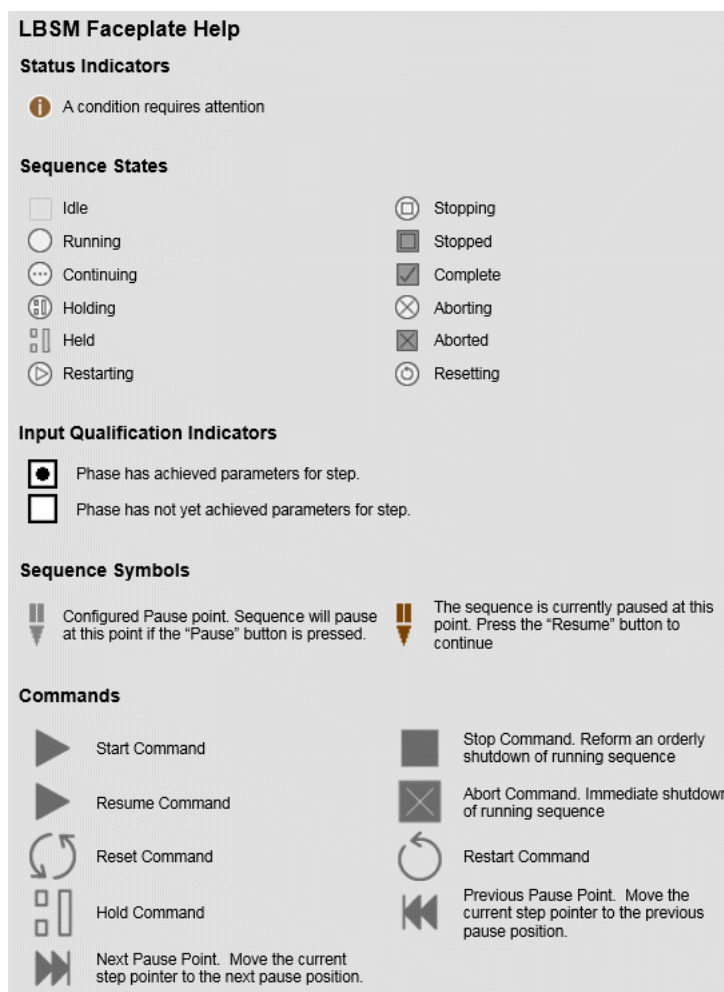 LBSM Faceplate Help
Status Indicators
A condition requires attention
Sequence States
Idle
Running
Continuing
Holding
Held
Restarting
Stopping
Stopped
Complete
Aborting
Aborted
Resetting
Input Qualification Indicators
Phase has achieved parameters for step.
Phase has not yet achieved parameters for step.
Sequence Symbols
Configured Pause point. Sequence will pause
at this point if the “Pause” button is pressed.
The sequence is currently paused at this
point. Press the “Resume” button to
continue
Commands
Start Command
Resume Command
Reset Command
Hold Command
Next Pause Point. Move the current
step pointer to the next pause position.
Stop Command. Reform an orderly
shutdown of running sequence
Abort Command. Immediate shutdown
of running sequence
Restart Command
Previous Pause Point. Move the
current step pointer to the previous
pause position.